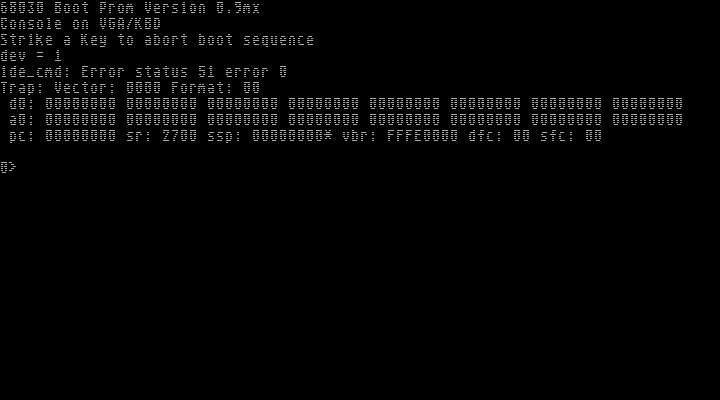 68030 Boot Prom Version 0.9mx
Console on VGA/KBD
Strike a Key to abort boot sequence
dev = 1
ide_cmd: Error status 51 error 0
Trap: Vector: 0000 Format: 00
d0: 00000000 00000000 00000000 00000000 00000000 00000000 00000000 00000000
a0: 00000000 00000000 00000000 00000000 00000000 00000000 00000000 00000000
pc: 00000000 sr: 2700 ssp: 00000000* vbr: FFFE0000 dfc: 00 sfc: 00
0>